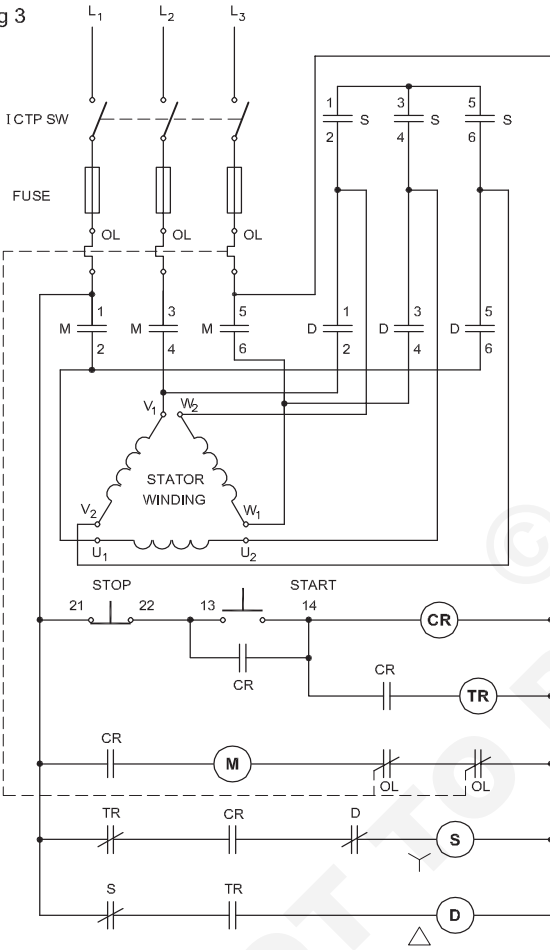 g 3
L1 L2 L3
ICTP SW
1 3 5
S S S
2 4 6
FUSE
OL OL OL
1 3 5 1 3 5
M M M D D D
2 4 6 2 4 6
V1 W2
STATOR
WINDING
V2 W1
U1 U2
STOP START
21 22 13 14
CR
CR
CR
TR
CR
M
OL OL
TR CR D
S
S TR
D
©
OT TO